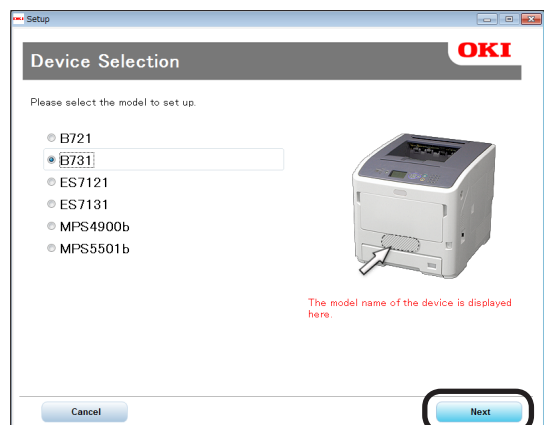 Setup
OKI
Device Selection
Please select the model to set up.
B721
B731
ES7121
ES7131
MPS4900b
MPS5501b
The model name of the device is displayed
here.
Cancel
Next